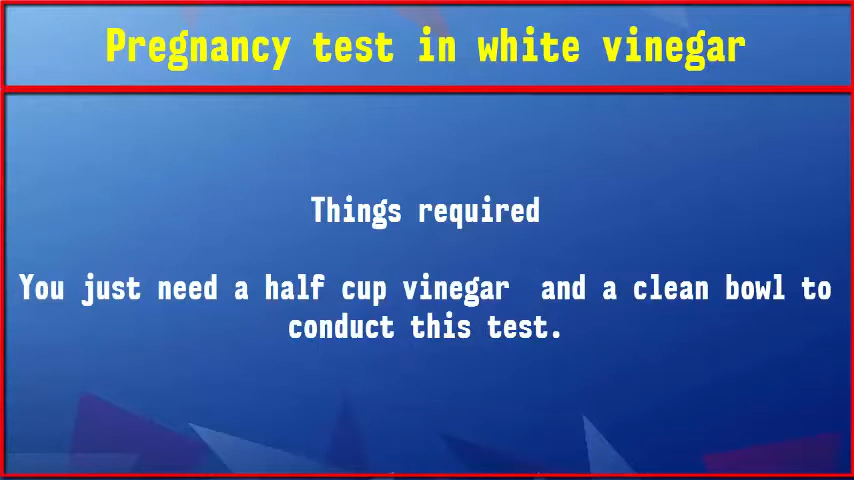 Pregnancy test in white vinegar
Things required
You just need a half cup vinegar  and a clean bowl to
conduct this test.